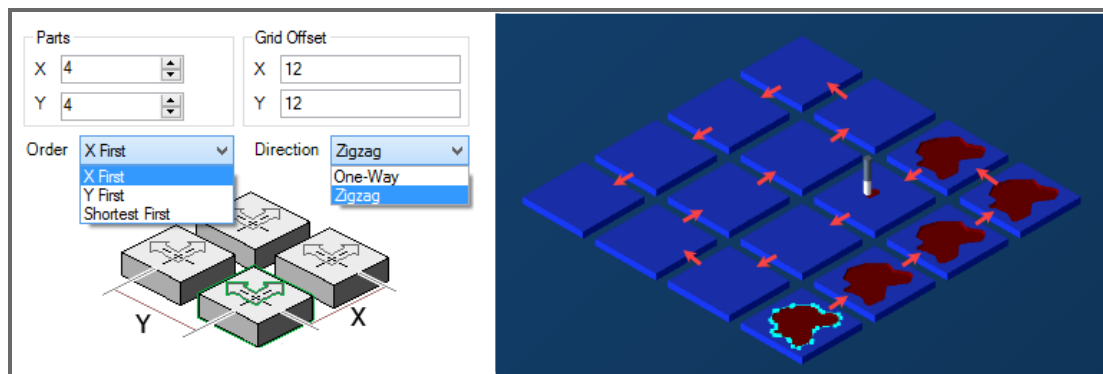 Parts
X 4
Y 4
Grid Offset
X 12
Y 12
Order X First
X First
Y First
Shortest First
Direction Zigzag
One-Way
Zigzag
Y
X